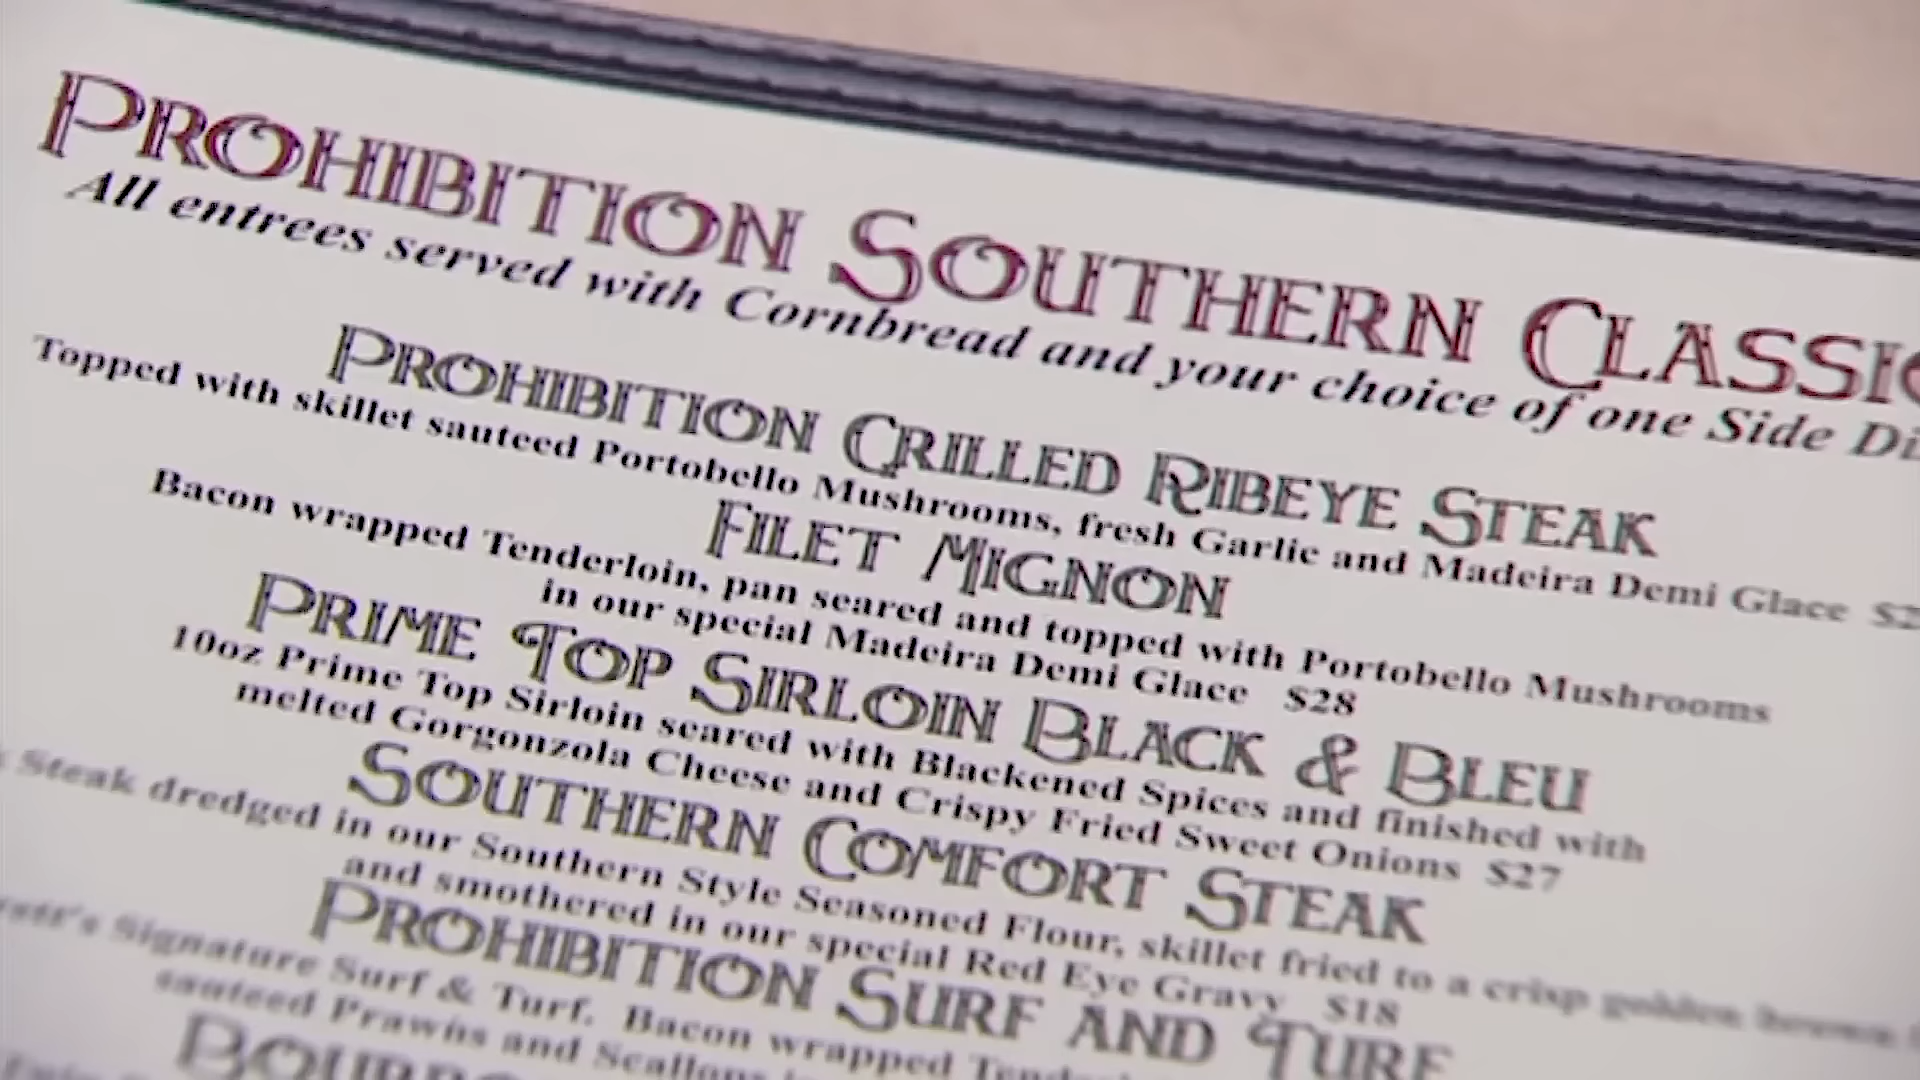 PROHIBITION SOUTHERN CLASSIC
All entrees served with Cornbread and your choice of one Side Di
PROHIBITION GRILLED RIBEYE STEAK
Topped with skillet sauteed Portobello Mushrooms, fresh Garlic and Madeira Demi Glace $2
FILET MIGNON
Bacon wrapped Tenderloin, pan seared and topped with Portobello Mushrooms
in our special Madeira Demi Glace $28
PRIME TOP SIRLOIN BLACK & BLEU
10oz Prime Top Sirloin seared with Blackened Spices and finished with
melted Gorgonzola Cheese and Crispy Fried Sweet Onions $27
SOUTHERN COMFORT STEAK
Steak dredged in our Southern Style Seasoned Flour, skillet fried to a crisp golden brown
and smothered in our special Red Eye Gravy $18
PROHIBITION SURF AND TURF
Signature Surf & Turf. Bacon wrapped
sauteed Prawns and Scallops